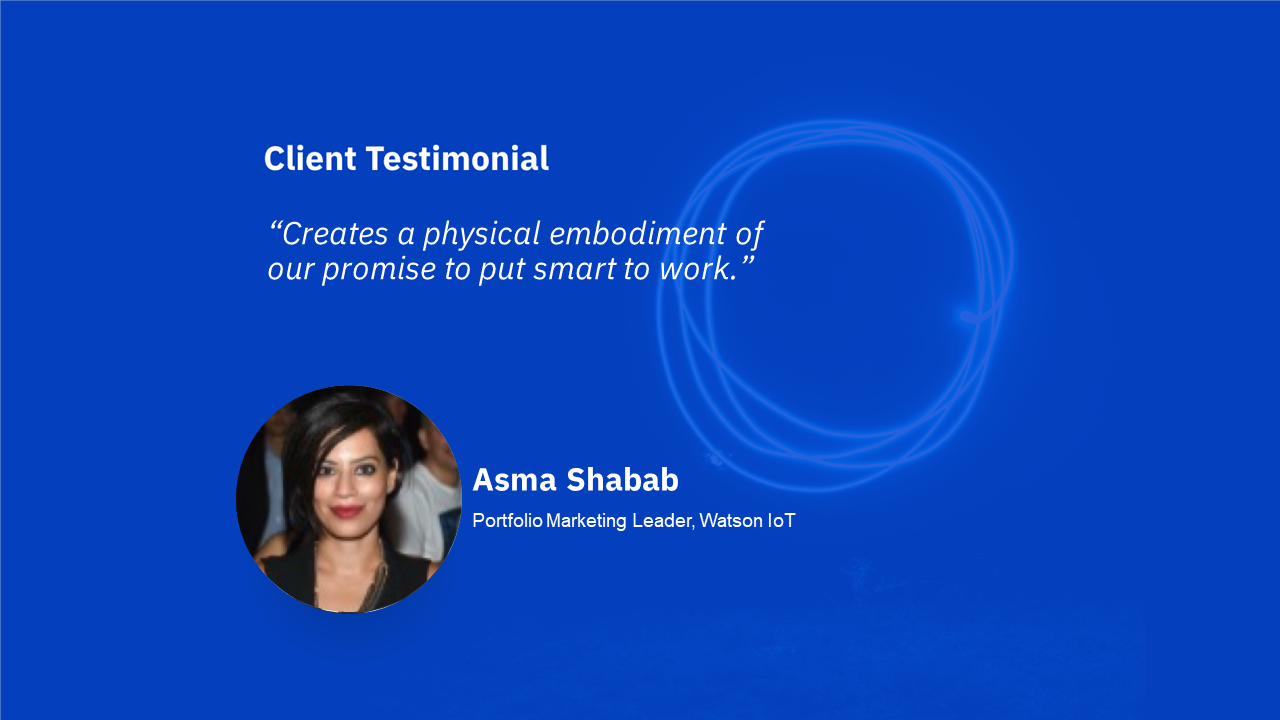 Client Testimonial
“Creates a physical embodiment of
our promise to put smart to work.”
Asma Shabab
Portfolio Marketing Leader, Watson IoT